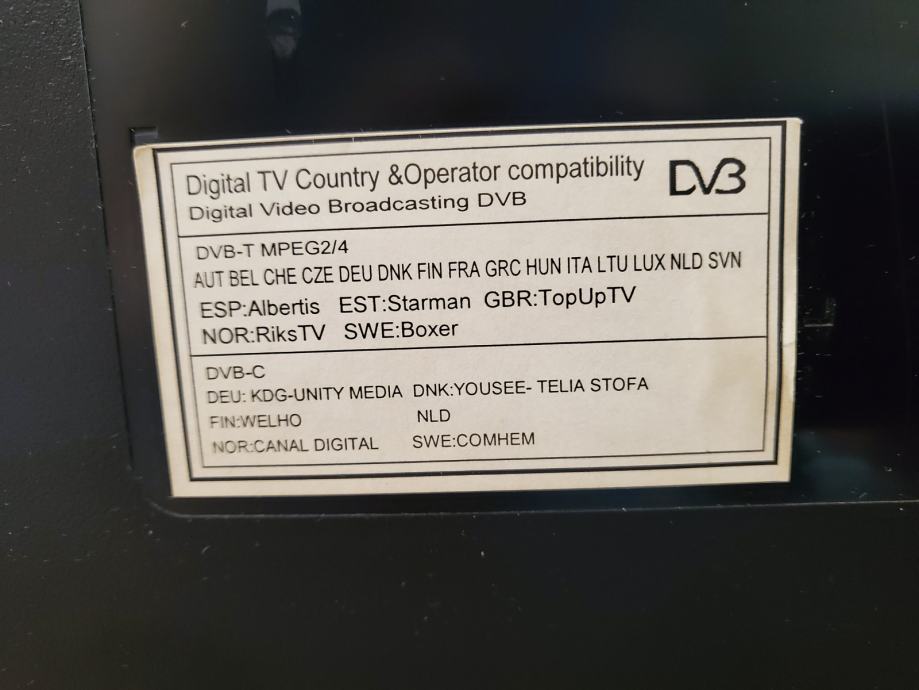 Digital TV Country &Operator compatibility
DVB
Digital Video Broadcasting DVB
DVB-T MPEG2/4
AUT BEL CHE CZE DEU DNK FIN FRA GRC HUN ITA LTU LUX NLD SVN
ESP:Albertis EST:Starman GBR:TopUpTV
NOR:RiksTV SWE:Boxer
DVB-C
DEU: KDG-UNITY MEDIA DNK:YOUSEE- TELIA STOFA
FIN:WELHO NLD
NOR:CANAL DIGITAL SWE:COMHEM